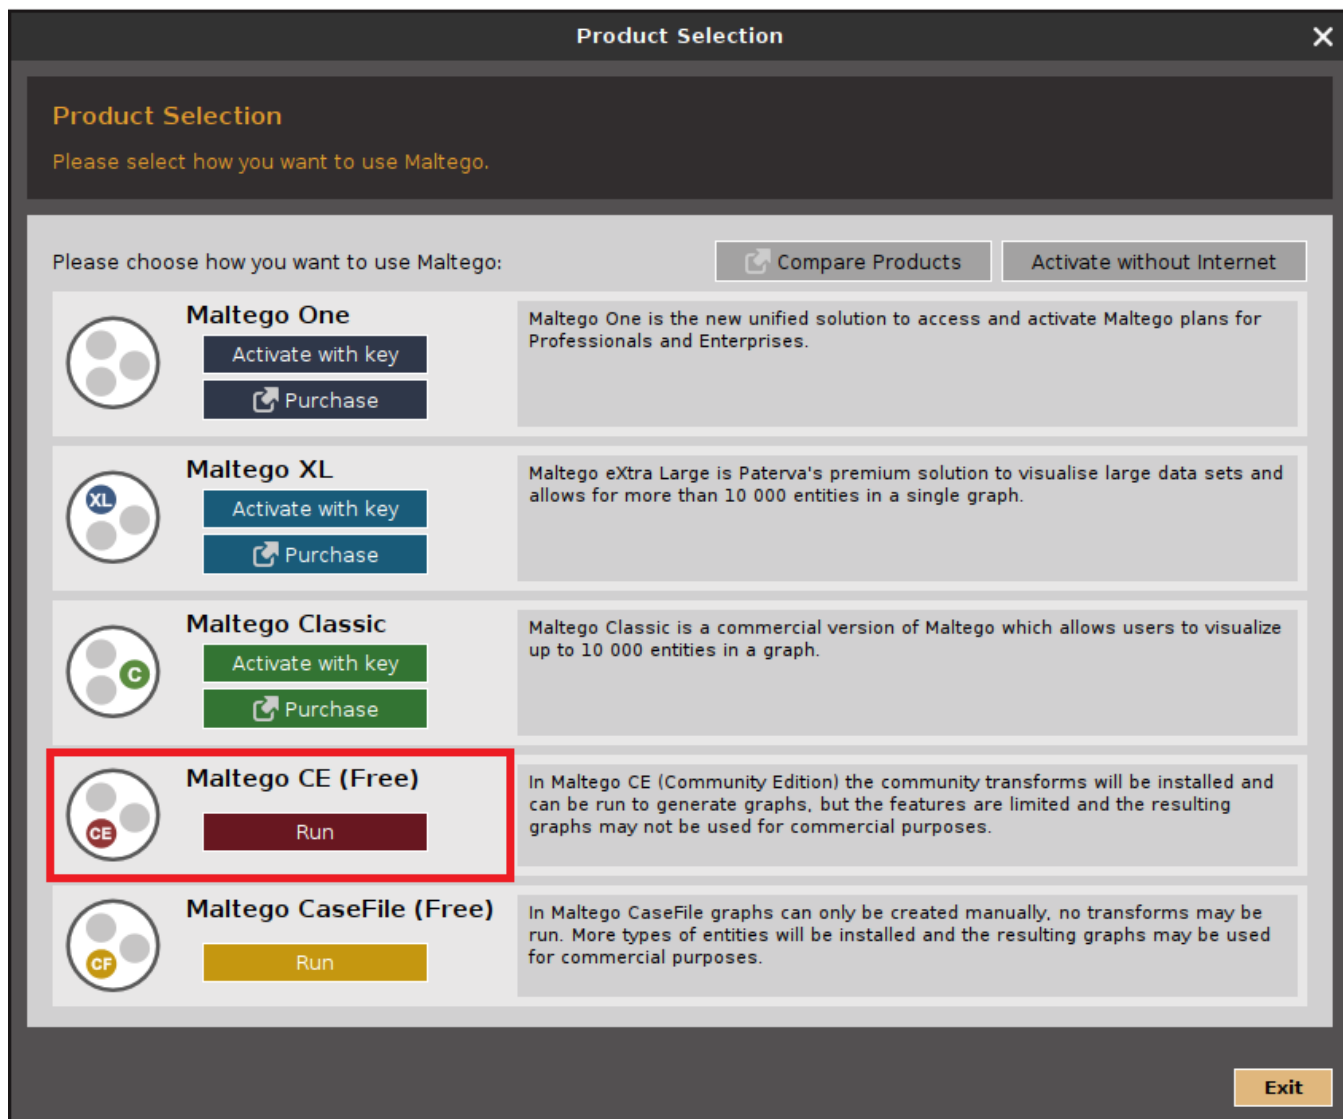 Product Selection
Product Selection
Please select how you want to use Maltego.
Please choose how you want to use Maltego:
Compare Products
Activate without Internet
Maltego One
Activate with key
Purchase
Maltego One is the new unified solution to access and activate Maltego plans for
Professionals and Enterprises.
XL
Maltego XL
Activate with key
Purchase
Maltego eXtra Large is Paterva's premium solution to visualise large data sets and
allows for more than 10 000 entities in a single graph.
C
Maltego Classic
Activate with key
Purchase
Maltego Classic is a commercial version of Maltego which allows users to visualize
up to 10 000 entities in a graph.
CE
Maltego CE (Free)
Run
In Maltego CE (Community Edition) the community transforms will be installed and
can be run to generate graphs, but the features are limited and the resulting
graphs may not be used for commercial purposes.
CF
Maltego CaseFile (Free)
Run
In Maltego CaseFile graphs can only be created manually, no transforms may be
run. More types of entities will be installed and the resulting graphs may be used
for commercial purposes.
Exit